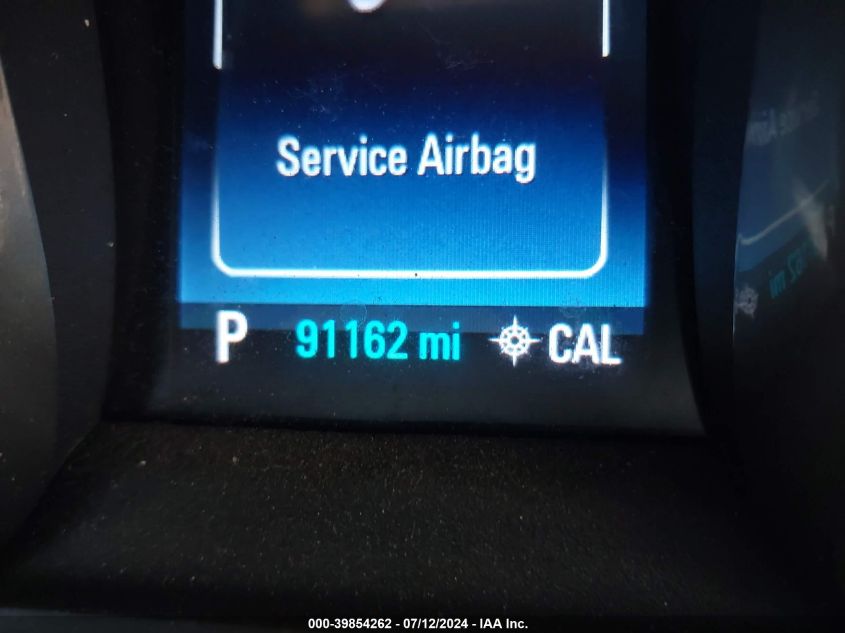 Service Airbag
P 91162 mi CAL
000-39854262 - 07/12/2024 - IAA Inc.